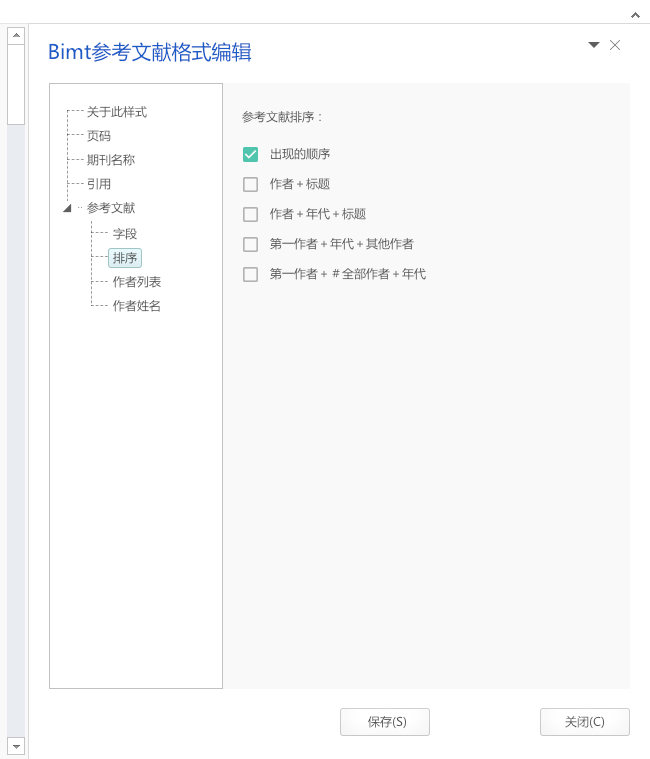 Bimt参考文献格式编辑
关于此样式
页码
期刊名称
引用
参考文献
字段
排序
作者列表
作者姓名
参考文献排序：
出现的顺序
作者+标题
作者+年代+标题
第一作者+年代+其他作者
第一作者+#全部作者+年代
保存(S)
关闭(C)